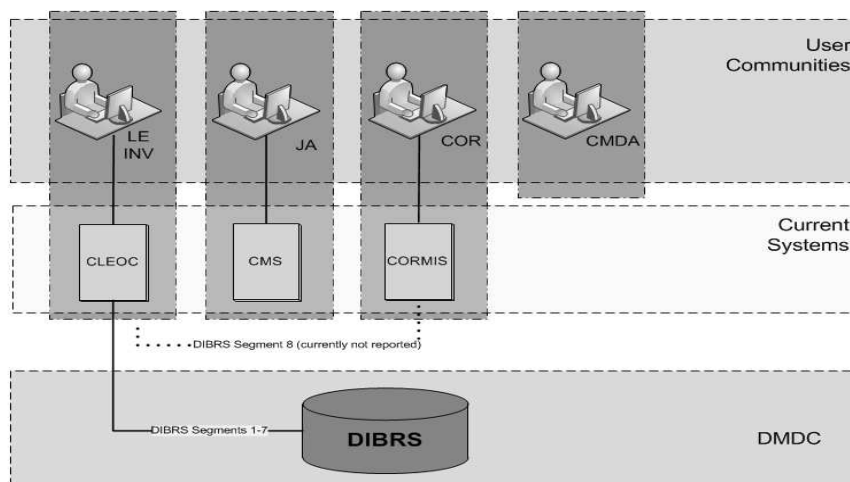 User
Communities
LE
INV
JA
COR
CMDA
Current
Systems
CLEOC
CMS
CORMIS
DIBRS Segment 8 (currently not reported)
DIBRS Segments 1-7
DIBRS
DMDC